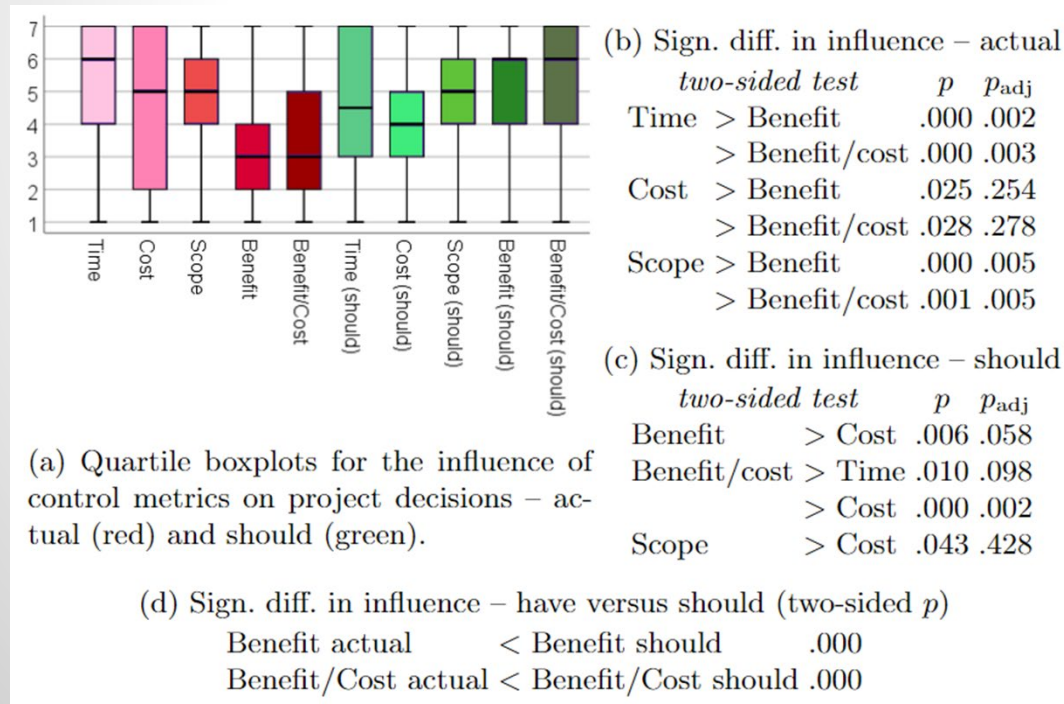 7
6
5
4
3
2
1
Time
Cost
Scope
Benefit
Benefit/Cost
Time (should)
Cost (should)
Scope (should)
Benefit (should)
Benefit/Cost (should)
(a) Quartile boxplots for the influence of
control metrics on project decisions – ac-
tual (red) and should (green).
(b) Sign. diff. in influence – actual
two-sided test p padj
Time > Benefit .000 .002
> Benefit/cost .000 .003
Cost > Benefit .025 .254
> Benefit/cost .028 .278
Scope > Benefit .000 .005
> Benefit/cost .001 .005
(c) Sign. diff. in influence – should
two-sided test p padj
Benefit > Cost .006 .058
Benefit/cost > Time .010 .098
> Cost .000 .002
Scope > Cost .043 .428
(d) Sign. diff. in influence – have versus should (two-sided p)
Benefit actual < Benefit should .000
Benefit/Cost actual < Benefit/Cost should .000